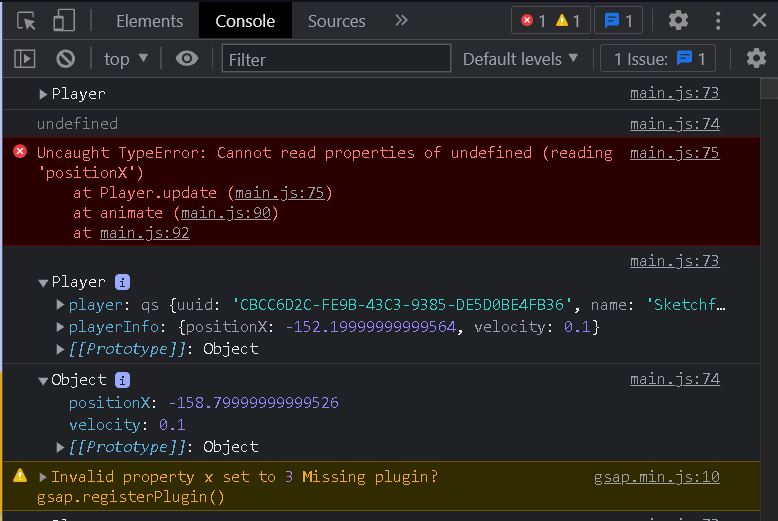 Elements Console Sources 1 1 1
top Filter Default levels 1 Issue: 1
Player main.js:73
undefined main.js:74
Uncaught TypeError: Cannot read properties of undefined (reading main.js:75
'positionX')
at Player.update (main.js:75)
at animate (main.js:90)
at main.js:92
main.js:73
Player i
player: qs {uuid: 'CBCC6D2C-FE9B-43C3-9385-DE5D0BE4FB36', name: 'Sketchf…
playerInfo: {positionX: -152.19999999999564, velocity: 0.1}
[[Prototype]]: Object
Object i main.js:74
positionX: -158.79999999999526
velocity: 0.1
[[Prototype]]: Object
Invalid property x set to 3 Missing plugin? gsap.min.js:10
gsap.registerPlugin()